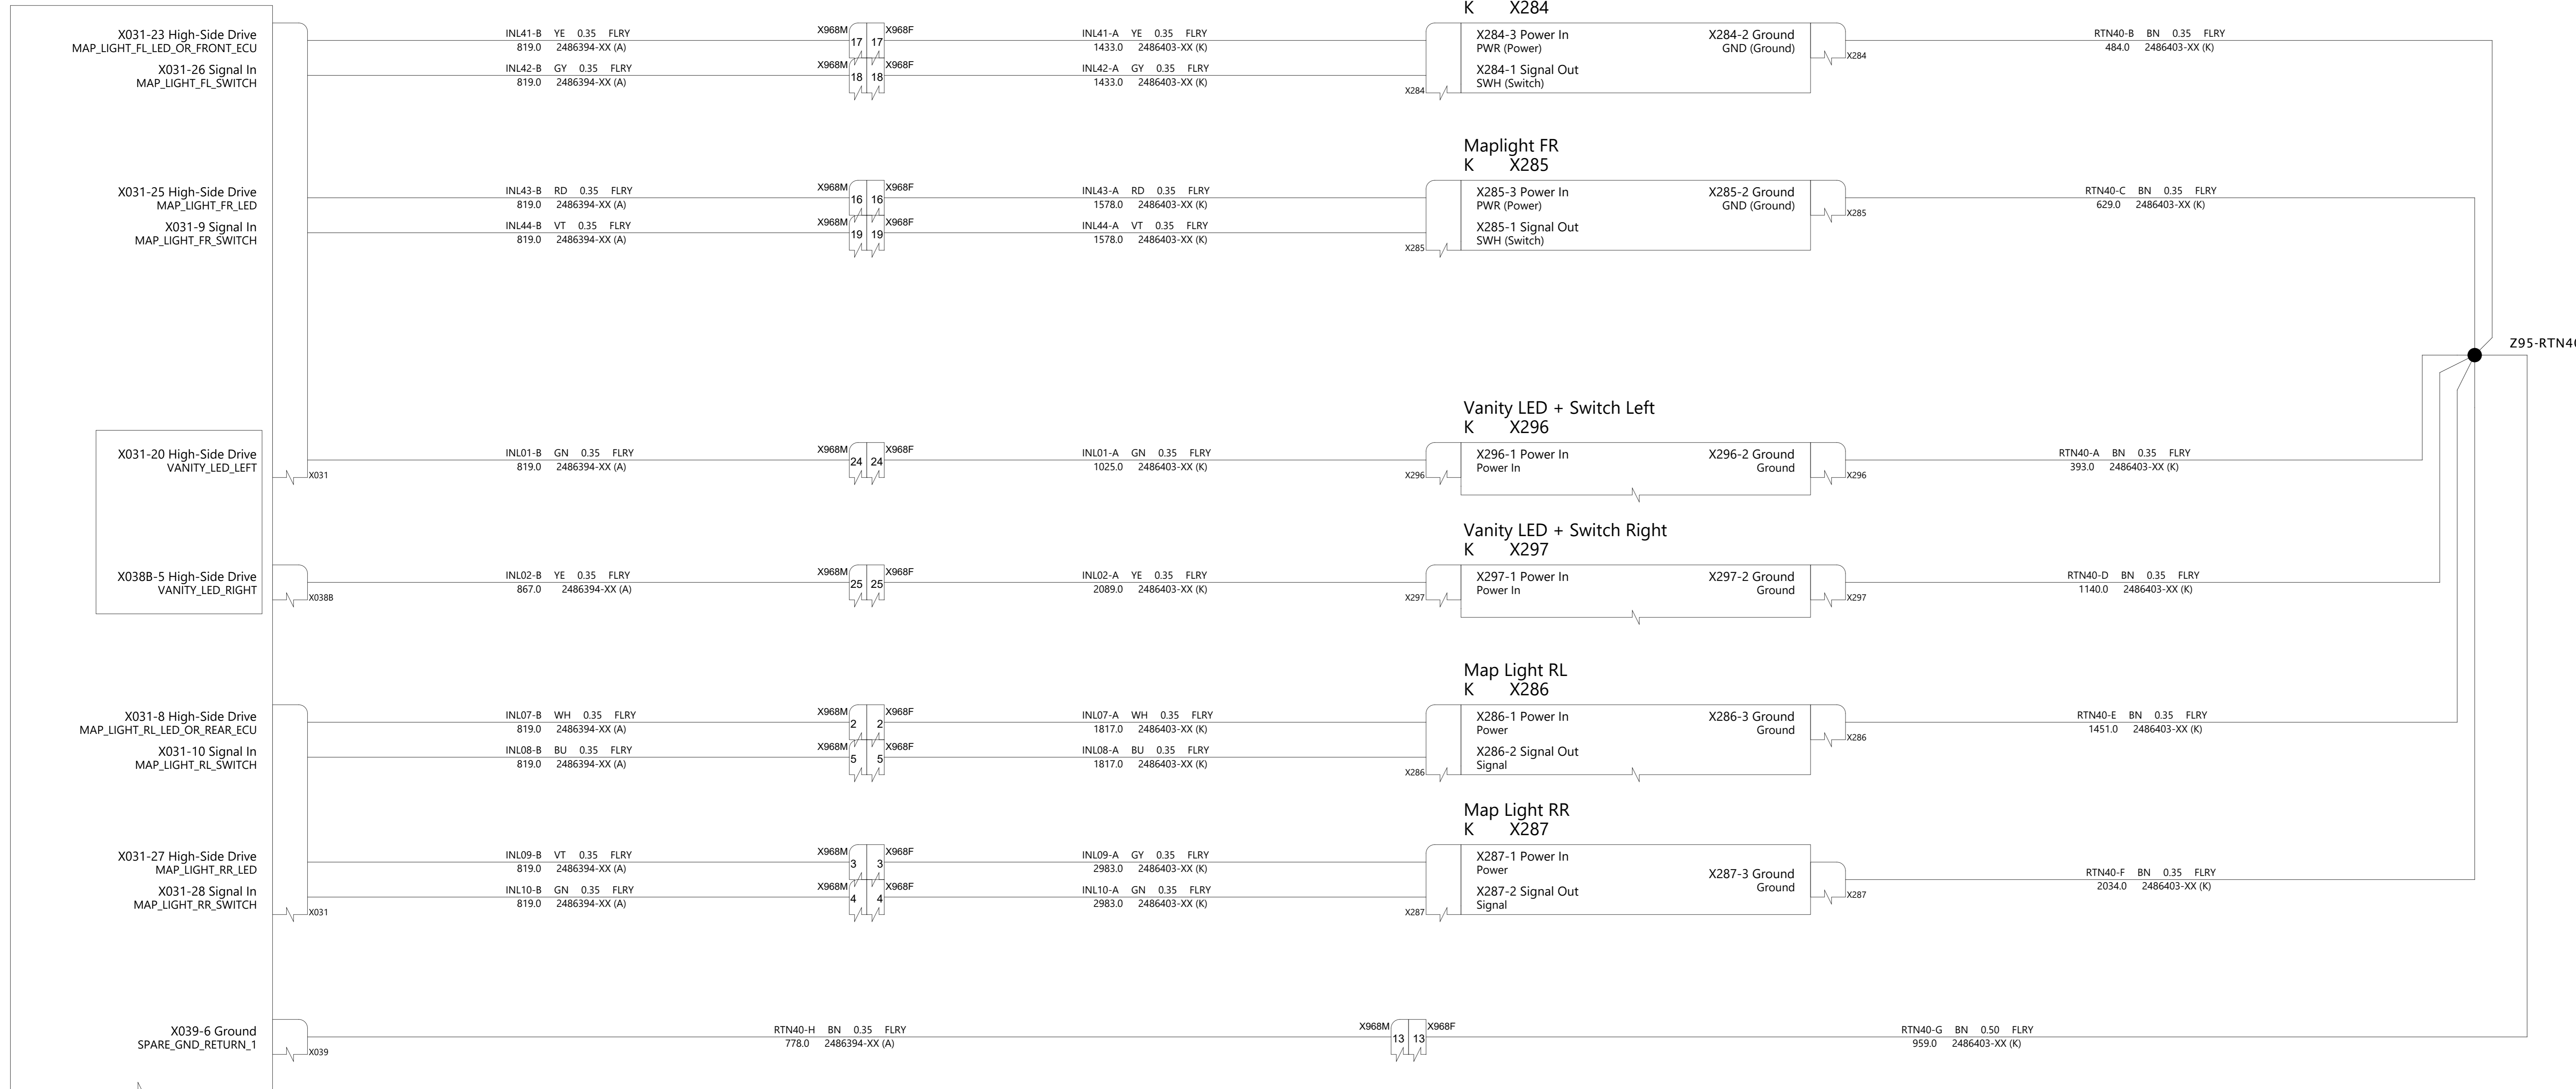 K X284
X031-23 High-Side Drive
MAP_LIGHT_FL_LED_OR_FRONT_ECU
INL41-B YE 0.35 FLRY
819.0 2486394-XX (A)
X968M 17 17 X968F
INL41-A YE 0.35 FLRY
1433.0 2486403-XX (K)
X284-3 Power In
PWR (Power)
X284-2 Ground
GND (Ground)
X284
RTN40-B BN 0.35 FLRY
484.0 2486403-XX (K)
X031-26 Signal In
MAP_LIGHT_FL_SWITCH
INL42-B GY 0.35 FLRY
819.0 2486394-XX (A)
X968M 18 18 X968F
INL42-A GY 0.35 FLRY
1433.0 2486403-XX (K)
X284
X284-1 Signal Out
SWH (Switch)
Maplight FR
K X285
X031-25 High-Side Drive
MAP_LIGHT_FR_LED
INL43-B RD 0.35 FLRY
819.0 2486394-XX (A)
X968M 16 16 X968F
INL43-A RD 0.35 FLRY
1578.0 2486403-XX (K)
X285-3 Power In
PWR (Power)
X285-2 Ground
GND (Ground)
X285
RTN40-C BN 0.35 FLRY
629.0 2486403-XX (K)
X031-9 Signal In
MAP_LIGHT_FR_SWITCH
INL44-B VT 0.35 FLRY
819.0 2486394-XX (A)
X968M 19 19 X968F
INL44-A VT 0.35 FLRY
1578.0 2486403-XX (K)
X285
X285-1 Signal Out
SWH (Switch)
Z95-RTN40
Vanity LED + Switch Left
K X296
X031-20 High-Side Drive
VANITY_LED_LEFT
X031
INL01-B GN 0.35 FLRY
819.0 2486394-XX (A)
X968M 24 24 X968F
INL01-A GN 0.35 FLRY
1025.0 2486403-XX (K)
X296
X296-1 Power In
Power In
X296-2 Ground
Ground
X296
RTN40-A BN 0.35 FLRY
393.0 2486403-XX (K)
Vanity LED + Switch Right
K X297
X038B-5 High-Side Drive
VANITY_LED_RIGHT
X038B
INL02-B YE 0.35 FLRY
867.0 2486394-XX (A)
X968M 25 25 X968F
INL02-A YE 0.35 FLRY
2089.0 2486403-XX (K)
X297
X297-1 Power In
Power In
X297-2 Ground
Ground
X297
RTN40-D BN 0.35 FLRY
1140.0 2486403-XX (K)
Map Light RL
K X286
X031-8 High-Side Drive
MAP_LIGHT_RL_LED_OR_REAR_ECU
INL07-B WH 0.35 FLRY
819.0 2486394-XX (A)
X968M 2 2 X968F
INL07-A WH 0.35 FLRY
1817.0 2486403-XX (K)
X286-1 Power In
Power
X286-3 Ground
Ground
X286
RTN40-E BN 0.35 FLRY
1451.0 2486403-XX (K)
X031-10 Signal In
MAP_LIGHT_RL_SWITCH
INL08-B BU 0.35 FLRY
819.0 2486394-XX (A)
X968M 5 5 X968F
INL08-A BU 0.35 FLRY
1817.0 2486403-XX (K)
X286
X286-2 Signal Out
Signal
Map Light RR
K X287
X031-27 High-Side Drive
MAP_LIGHT_RR_LED
INL09-B VT 0.35 FLRY
819.0 2486394-XX (A)
X968M 3 3 X968F
INL09-A GY 0.35 FLRY
2983.0 2486403-XX (K)
X287-1 Power In
Power
X287-3 Ground
Ground
X287
RTN40-F BN 0.35 FLRY
2034.0 2486403-XX (K)
X031-28 Signal In
MAP_LIGHT_RR_SWITCH
X031
INL10-B GN 0.35 FLRY
819.0 2486394-XX (A)
X968M 4 4 X968F
INL10-A GN 0.35 FLRY
2983.0 2486403-XX (K)
X287
X287-2 Signal Out
Signal
X039-6 Ground
SPARE_GND_RETURN_1
X039
RTN40-H BN 0.35 FLRY
778.0 2486394-XX (A)
X968M 13 13 X968F
RTN40-G BN 0.50 FLRY
959.0 2486403-XX (K)